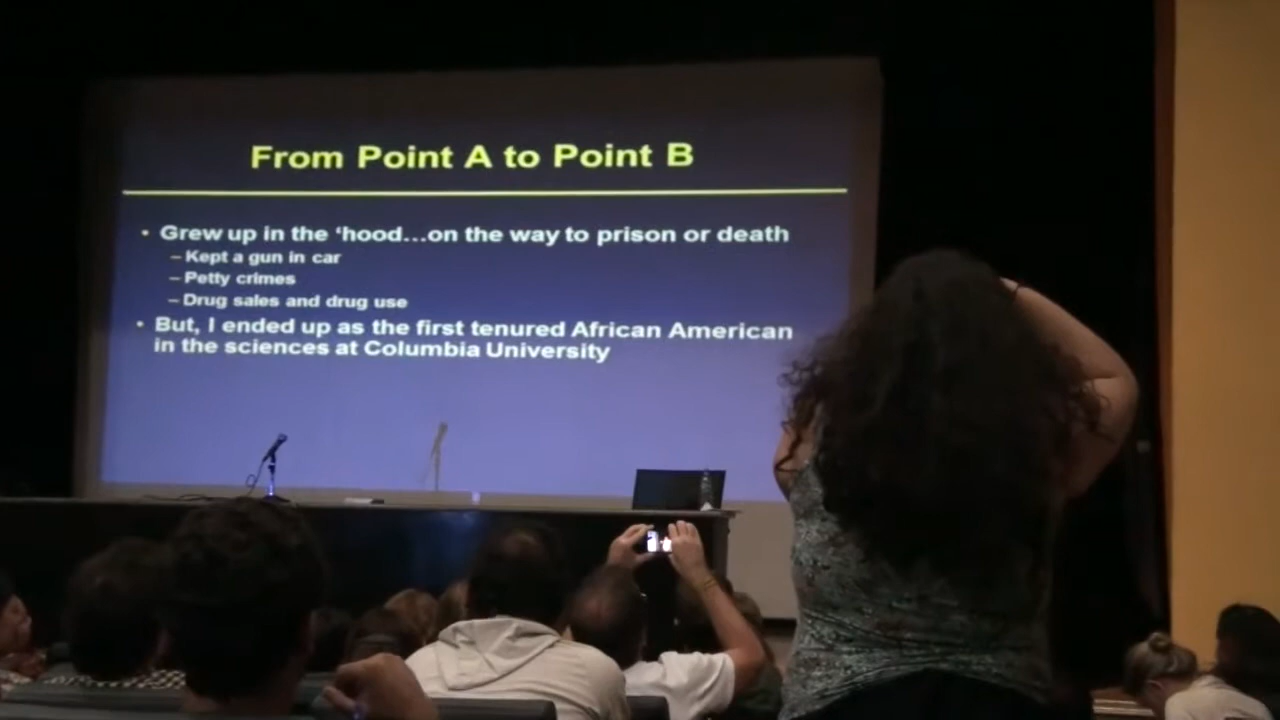 From Point A to Point B
• Grew up in the ‘hood...on the way to prison or death
– Kept a gun in car
– Petty crimes
– Drug sales and drug use
• But, I ended up as the first tenured African American
in the sciences at Columbia University